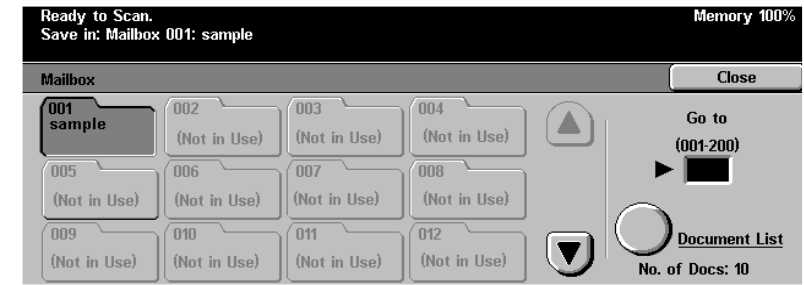 Ready to Scan.
Memory 100%
Save in: Mailbox 001: sample
Mailbox
Close
001
sample
002
(Not in Use)
003
(Not in Use)
004
(Not in Use)
005
(Not in Use)
006
(Not in Use)
007
(Not in Use)
008
(Not in Use)
009
(Not in Use)
010
(Not in Use)
011
(Not in Use)
012
(Not in Use)
Go to
(001-200)
Document List
No. of Docs: 10